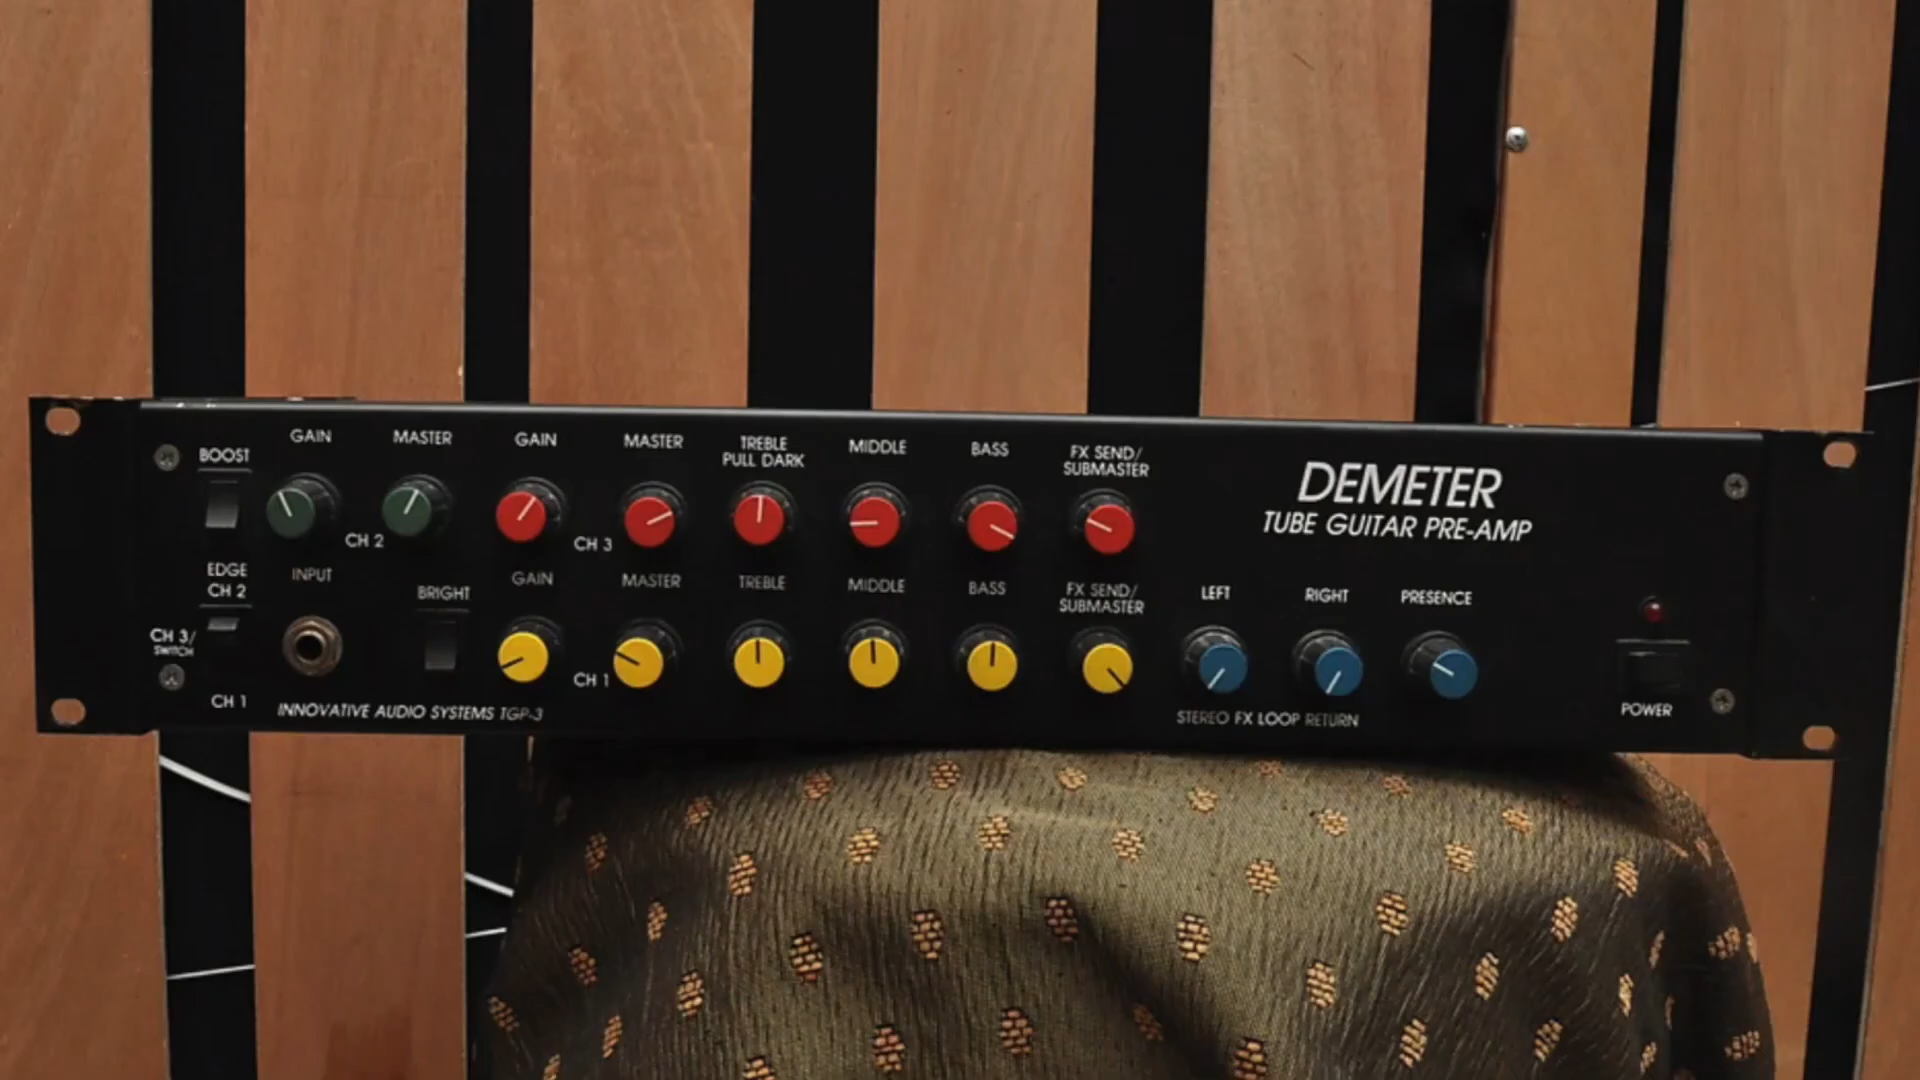 BOOST
GAIN
MASTER
GAIN
MASTER
TREBLE
PULL DARK
MIDDLE
BASS
FX SEND/
SUBMASTER
DEMETER
TUBE GUITAR PRE-AMP
CH 2
CH 3
EDGE
CH 2
INPUT
BRIGHT
GAIN
MASTER
TREBLE
MIDDLE
BASS
FX SEND/
SUBMASTER
LEFT
RIGHT
PRESENCE
CH 3/
SWITCH
CH 1
CH 1
INNOVATIVE AUDIO SYSTEMS TGP-3
STEREO FX LOOP RETURN
POWER